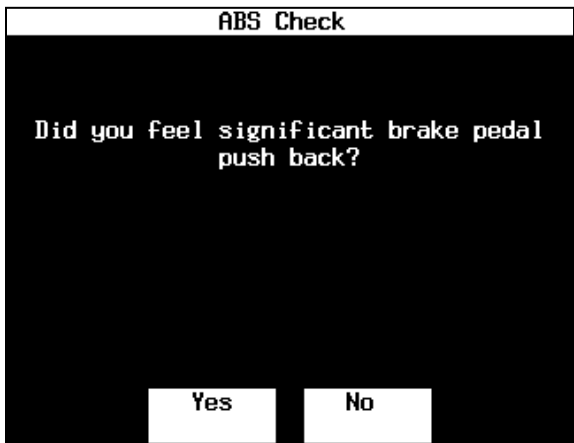 ABS Check
Did you feel significant brake pedal
push back?
Yes No